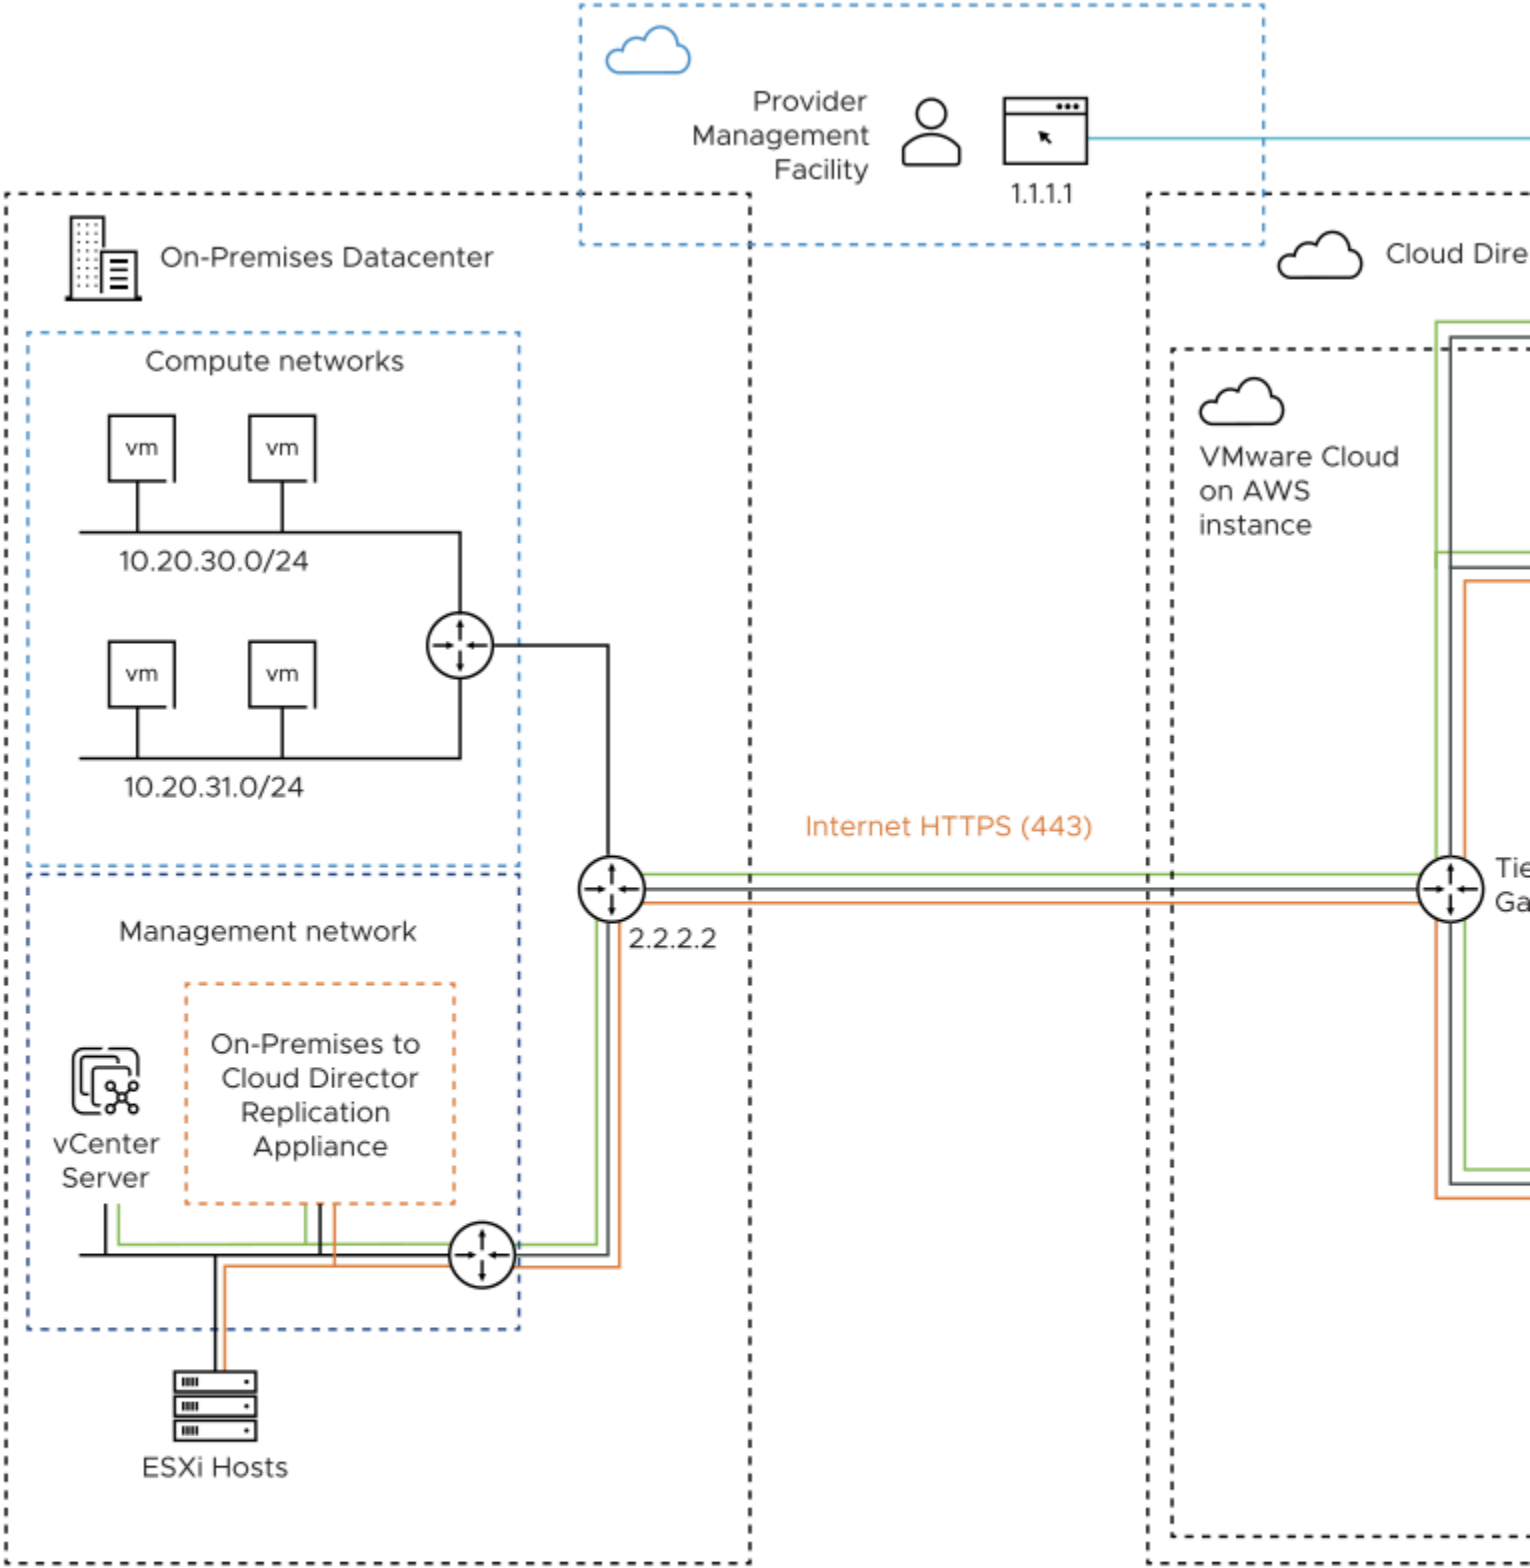 Provider
Management
Facility
1.1.1.1
On-Premises Datacenter
Cloud Dire
Compute networks
vm
vm
10.20.30.0/24
vm
vm
10.20.31.0/24
VMware Cloud
on AWS
instance
Internet HTTPS (443)
2.2.2.2
Tie
Ga
Management network
On-Premises to
Cloud Director
Replication
Appliance
vCenter
Server
ESXi Hosts